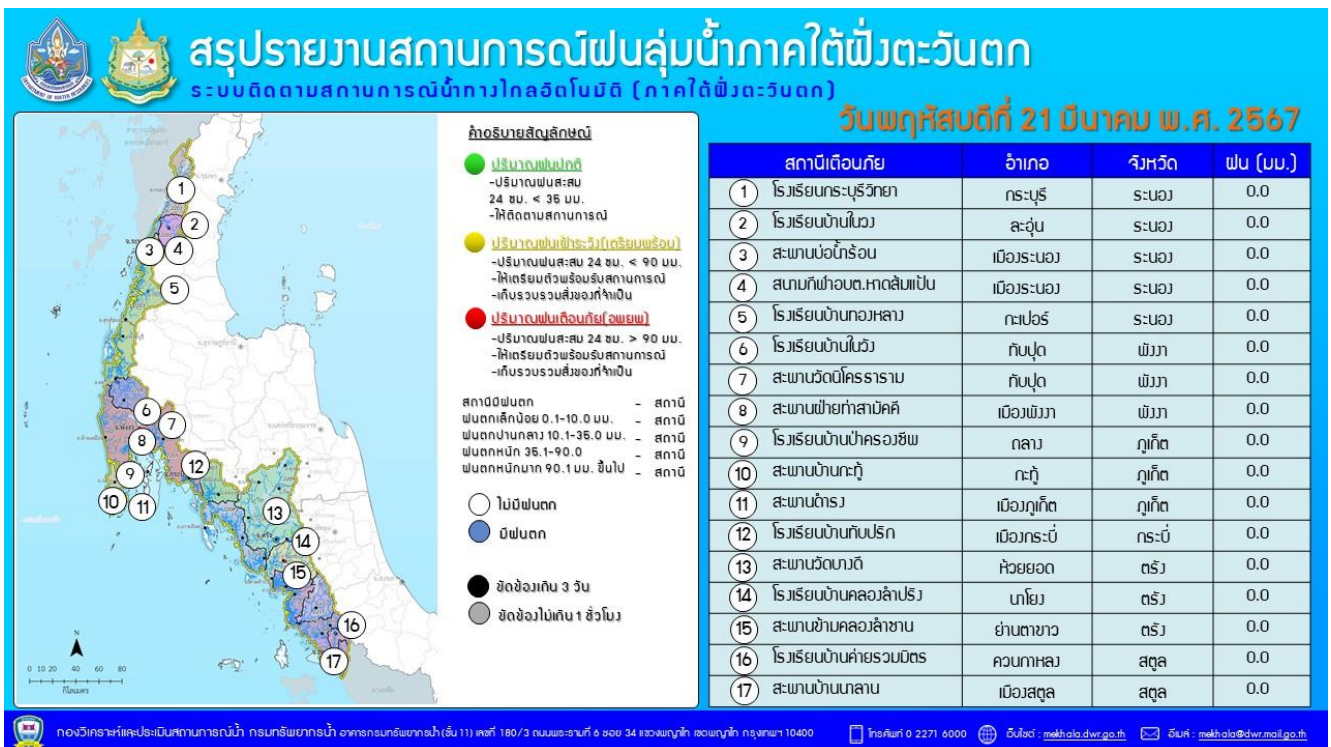 สรุปรายงานสถานการณ์ฝนลุ่มน้ำภาคใต้ฝั่งตะวันตก
ระบบติดตามสถานการณ์น้ำทางไกลอัตโนมัติ (ภาคใต้ฝั่งตะวันตก)
วันพฤหัสบดีที่ 21 มีนาคม พ.ศ. 2567
1
2
3 4
5
6
7
8
12
9
10 11
13
14
15
16
17
N
0 10 20 40 60 80
กิโลเมตร
คำอธิบายสัญลักษณ์
ปริมาณฝนปกติ
-ปริมาณฝนสะสม
24 ชม. < 35 มม.
-ให้ติดตามสถานการณ์
ปริมาณฝนเฝ้าระวัง(เตรียมพร้อม)
-ปริมาณฝนสะสม 24 ชม. < 90 มม.
-ให้เตรียมตัวพร้อมรับสถานการณ์
-เก็บรวบรวมสิ่งของที่จำเป็น
ปริมาณฝนเตือนภัย(อพยพ)
-ปริมาณฝนสะสม 24 ชม. > 90 มม.
-ให้เตรียมตัวพร้อมรับสถานการณ์
-เก็บรวบรวมสิ่งของที่จำเป็น
สถานีมีฝนตก - สถานี
ฝนตกเล็กน้อย 0.1-10.0 มม. - สถานี
ฝนตกปานกลาง 10.1-35.0 มม. - สถานี
ฝนตกหนัก 35.1-90.0 - สถานี
ฝนตกหนักมาก 90.1 มม. ขึ้นไป - สถานี
ไม่มีฝนตก
มีฝนตก
ขัดข้องเกิน 3 วัน
ขัดข้องไม่เกิน 1 ชั่วโมง
สถานีเตือนภัย อำเภอ จังหวัด ฝน (มม.)
1 โรงเรียนกระบุรีวิทยา กระบุรี ระนอง 0.0
2 โรงเรียนบ้านในวง ละอุ่น ระนอง 0.0
3 สะพานบ่อน้ำร้อน เมืองระนอง ระนอง 0.0
4 สนามกีฬาอบต.หาดส้มแป้น เมืองระนอง ระนอง 0.0
5 โรงเรียนบ้านทองหลาง กะเปอร์ ระนอง 0.0
6 โรงเรียนบ้านในวัง ทับปุด พังงา 0.0
7 สะพานวัดนิโครธาราม ทับปุด พังงา 0.0
8 สะพานฝ่ายท่าสามัคคี เมืองพังงา พังงา 0.0
9 โรงเรียนบ้านป่าครองชีพ ถลาง ภูเก็ต 0.0
10 สะพานบ้านกะทู้ กะทู้ ภูเก็ต 0.0
11 สะพานดำรง เมืองภูเก็ต ภูเก็ต 0.0
12 โรงเรียนบ้านทับปริก เมืองกระบี่ กระบี่ 0.0
13 สะพานวัดบางดี ห้วยยอด ตรัง 0.0
14 โรงเรียนบ้านคลองลำปริง นาโยง ตรัง 0.0
15 สะพานข้ามคลองลำชาน ย่านตาขาว ตรัง 0.0
16 โรงเรียนบ้านค่ายรวมมิตร ควนกาหลง สตูล 0.0
17 สะพานบ้านนาลาน เมืองสตูล สตูล 0.0
กองวิเคราะห์และประเมินสถานการณ์น้ำ กรมทรัพยากรน้ำ อาคารกรมทรัพยากรน้ำ (ชั้น 11) เลขที่ 180/3 ถนนพระรามที่ 6 ซอย 34 แขวงพญาไท เขตพญาไท กรุงเทพฯ 10400 โทรศัพท์ 0 2271 6000 เว็บไซต์ : mekhala.dwr.go.th อีเมล์ : mekhala@dwr.mail.go.th